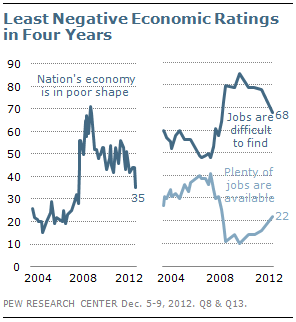 Least Negative Economic Ratings
in Four Years
90
80
70
60
50
40
30
20
10
0
Nation's economy
is in poor shape
35
2004 2008 2012
Jobs are
difficult
to find
68
Plenty of
jobs are
available
22
2004 2008 2012
PEW RESEARCH CENTER Dec. 5-9, 2012. Q8 & Q13.